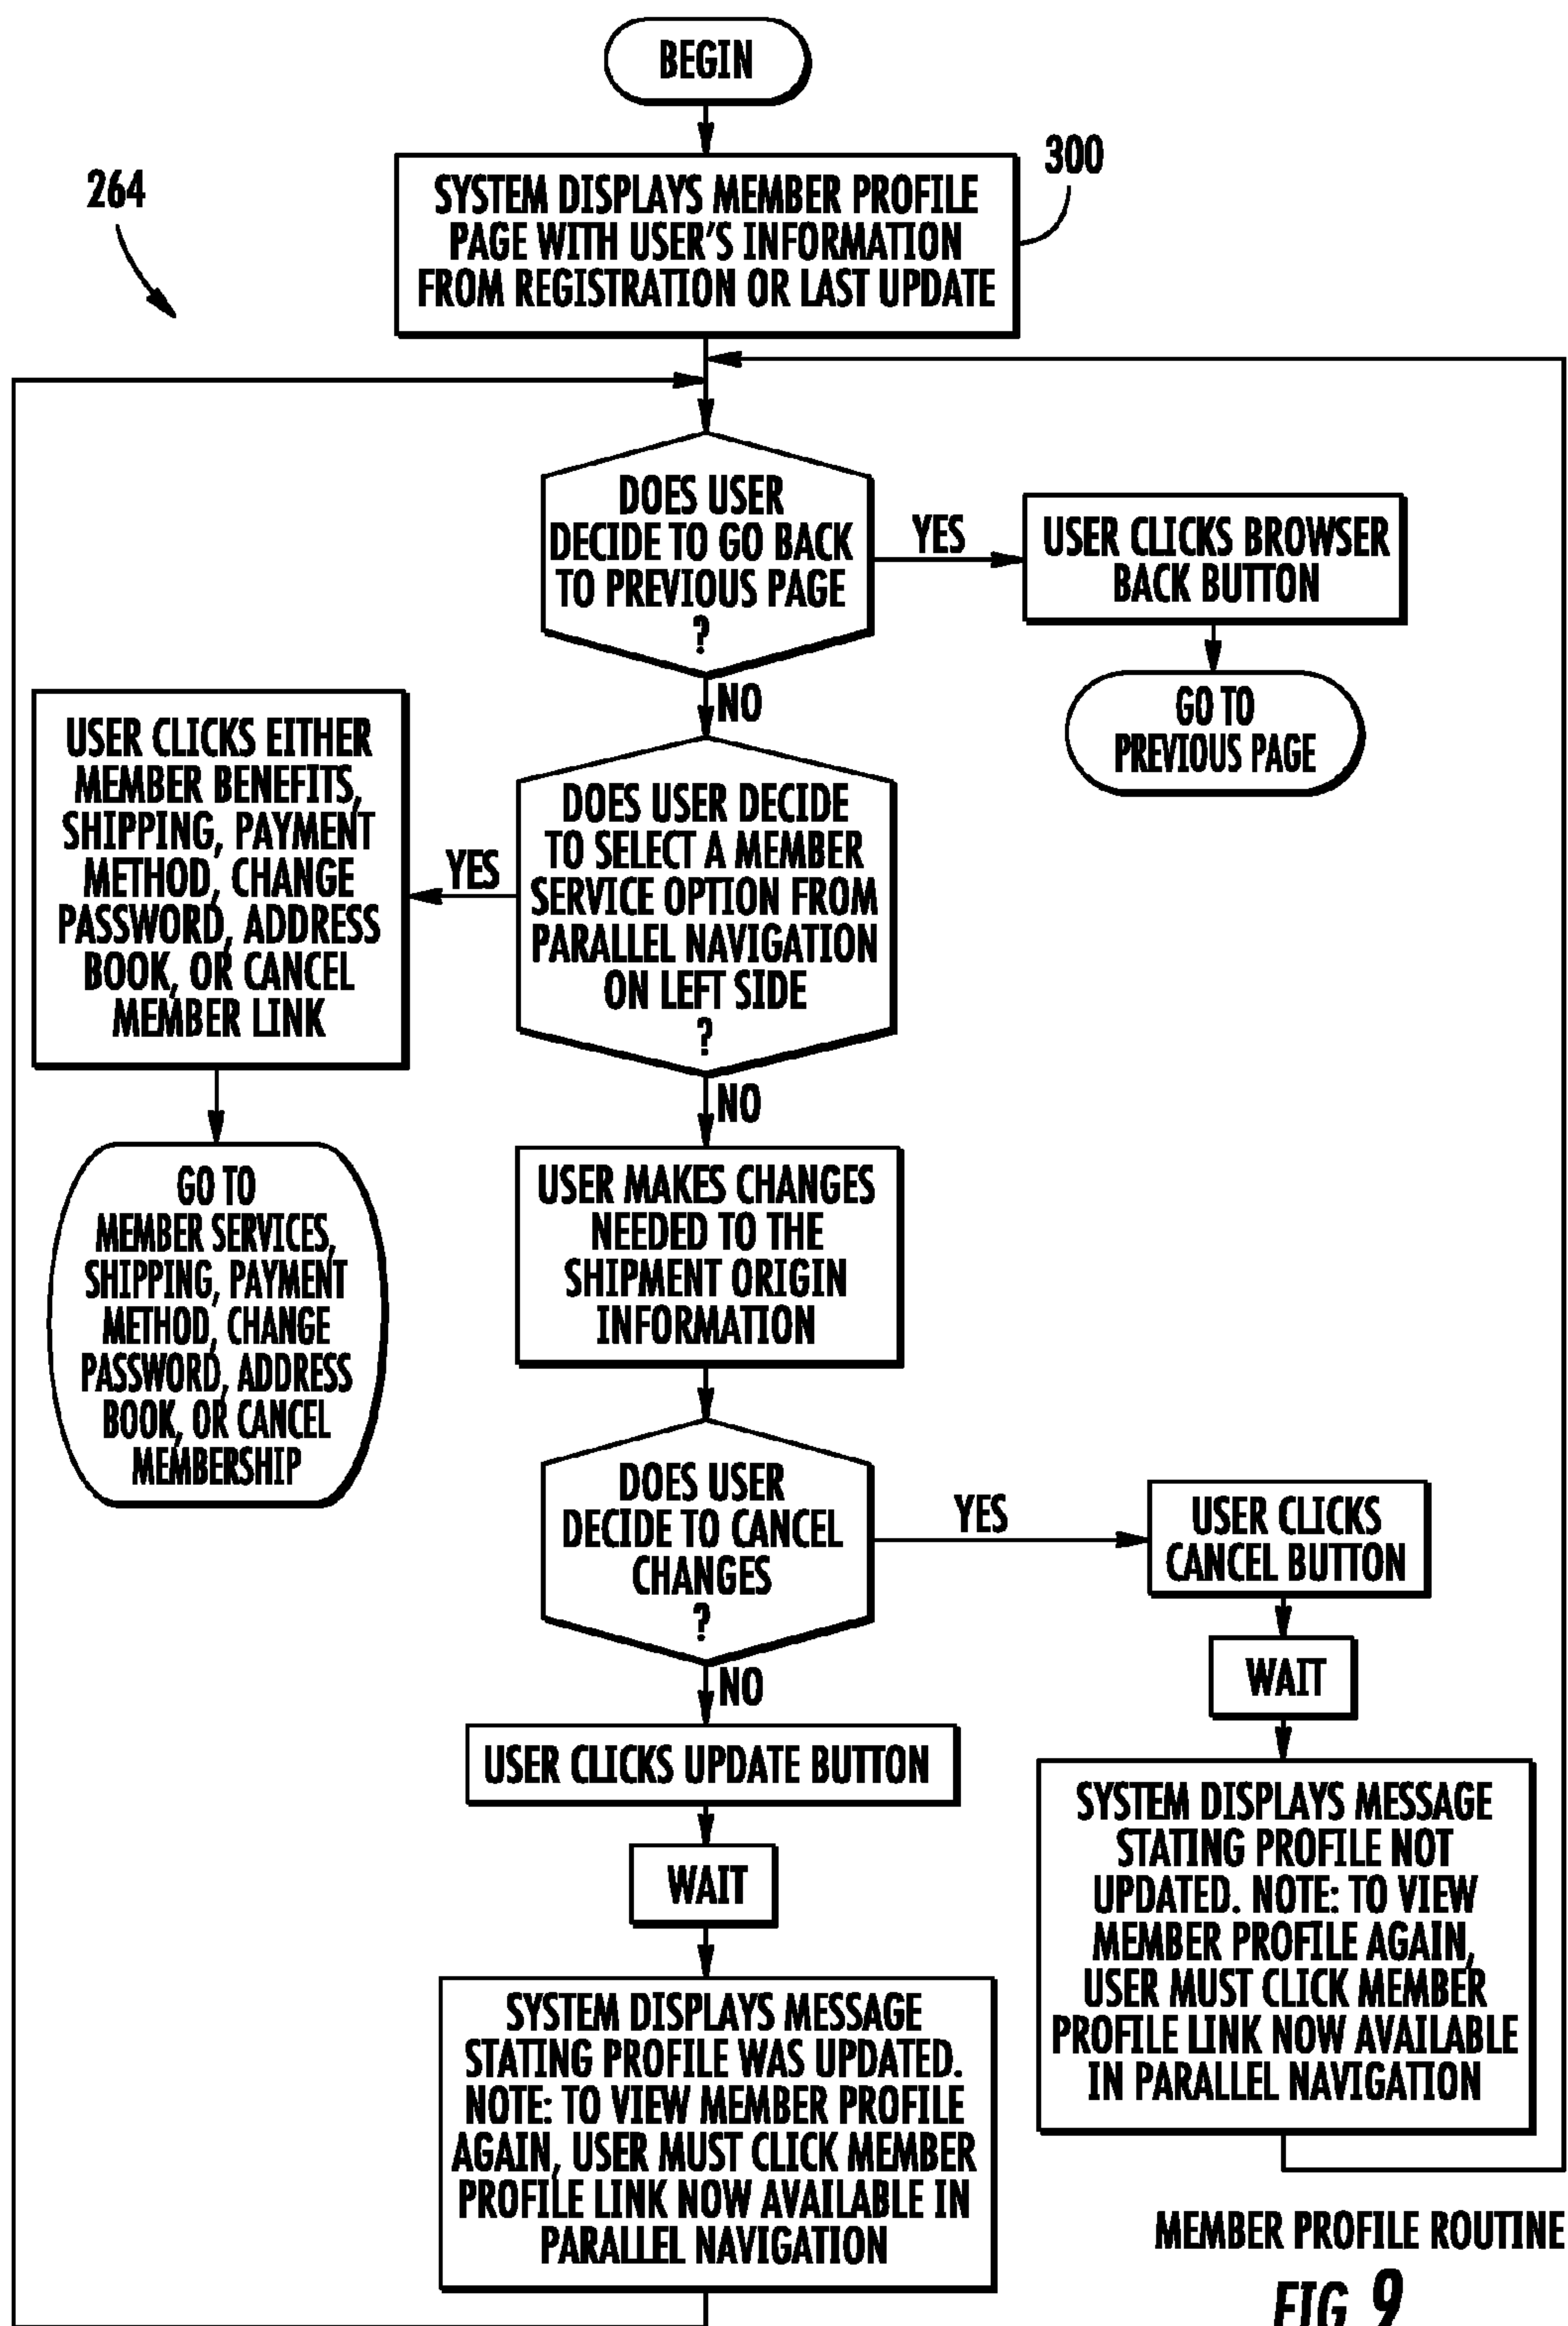 BEGIN
300
264
SYSTEM DISPLAYS MEMBER PROFILE
PAGE WITH USER'S INFORMATION
FROM REGISTRATION OR LAST UPDATE
DOES USER
DECIDE TO GO BACK
TO PREVIOUS PAGE
?
YES
USER CLICKS BROWSER
BACK BUTTON
GO TO
PREVIOUS PAGE
NO
DOES USER DECIDE
TO SELECT A MEMBER
SERVICE OPTION FROM
PARALLEL NAVIGATION
ON LEFT SIDE
?
YES
USER CLICKS EITHER
MEMBER BENEFITS,
SHIPPING, PAYMENT
METHOD, CHANGE
PASSWORD, ADDRESS
BOOK, OR CANCEL
MEMBER LINK
GO TO
MEMBER SERVICES,
SHIPPING, PAYMENT
METHOD, CHANGE
PASSWORD, ADDRESS
BOOK, OR CANCEL
MEMBERSHIP
NO
USER MAKES CHANGES
NEEDED TO THE
SHIPMENT ORIGIN
INFORMATION
DOES USER
DECIDE TO CANCEL
CHANGES
?
YES
USER CLICKS
CANCEL BUTTON
WAIT
SYSTEM DISPLAYS MESSAGE
STATING PROFILE NOT
UPDATED. NOTE: TO VIEW
MEMBER PROFILE AGAIN,
USER MUST CLICK MEMBER
PROFILE LINK NOW AVAILABLE
IN PARALLEL NAVIGATION
NO
USER CLICKS UPDATE BUTTON
WAIT
SYSTEM DISPLAYS MESSAGE
STATING PROFILE WAS UPDATED.
NOTE: TO VIEW MEMBER PROFILE
AGAIN, USER MUST CLICK MEMBER
PROFILE LINK NOW AVAILABLE IN
PARALLEL NAVIGATION
MEMBER PROFILE ROUTINE
FIG 9